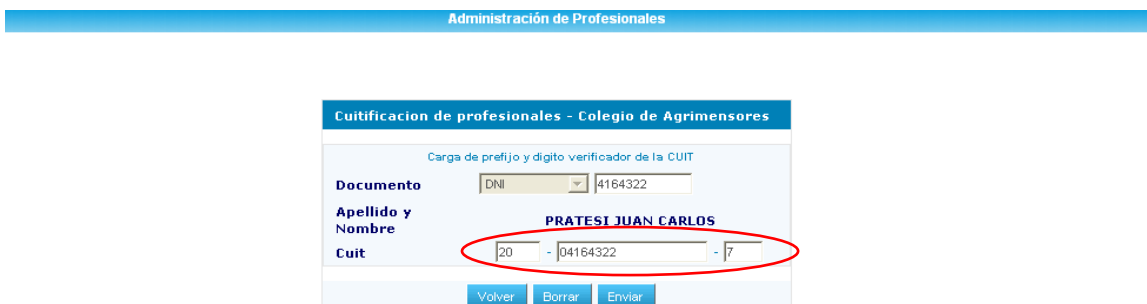 Administración de Profesionales
Cuitificacion de profesionales - Colegio de Agrimensores
Carga de prefijo y digito verificador de la CUIT
Documento DNI 4164322
Apellido y
Nombre PRATESI JUAN CARLOS
Cuit 20 - 04164322 - 7
Volver Borrar Enviar